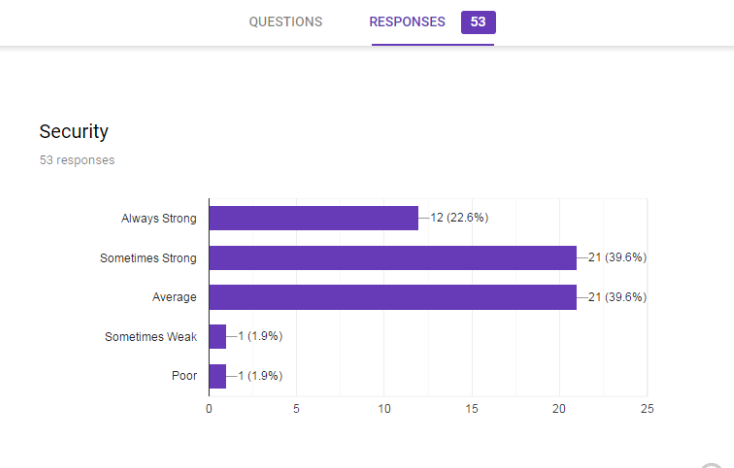 QUESTIONS RESPONSES 53
Security
53 responses
Always Strong 12 (22.6%)
Sometimes Strong 21 (39.6%)
Average 21 (39.6%)
Sometimes Weak 1 (1.9%)
Poor 1 (1.9%)
0 5 10 15 20 25